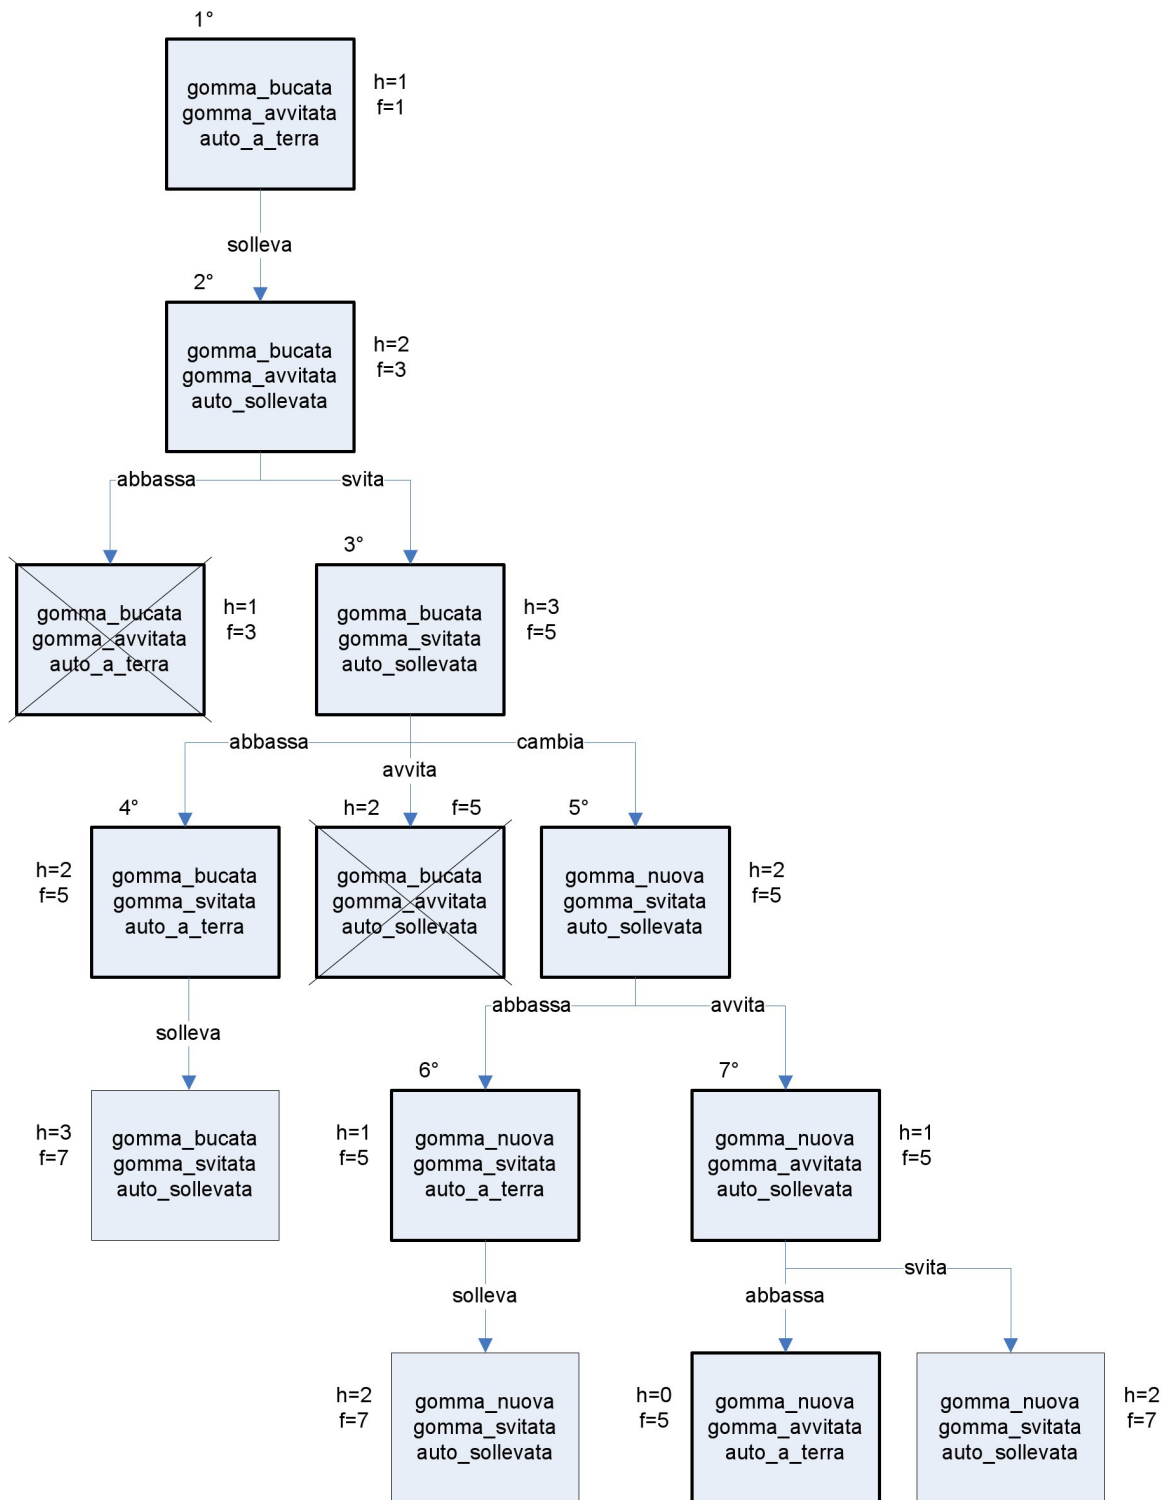 1°
gomma_bucata
gomma_avvitata
auto_a_terra
h=1
f=1
solleva
2°
gomma_bucata
gomma_avvitata
auto_sollevata
h=2
f=3
abbassa
svita
gomma_bucata
gomma_avvitata
auto_a_terra
h=1
f=3
3°
gomma_bucata
gomma_svitata
auto_sollevata
h=3
f=5
abbassa
avvita
cambia
4°
h=2
f=5
gomma_bucata
gomma_svitata
auto_a_terra
h=2 f=5
gomma_bucata
gomma_avvitata
auto_sollevata
5°
gomma_nuova
gomma_svitata
auto_sollevata
h=2
f=5
solleva
abbassa
avvita
h=3
f=7
gomma_bucata
gomma_svitata
auto_sollevata
6°
h=1
f=5
gomma_nuova
gomma_svitata
auto_a_terra
7°
gomma_nuova
gomma_avvitata
auto_sollevata
h=1
f=5
solleva
abbassa
svita
h=2
f=7
gomma_nuova
gomma_svitata
auto_sollevata
h=0
f=5
gomma_nuova
gomma_avvitata
auto_a_terra
gomma_nuova
gomma_svitata
auto_sollevata
h=2
f=7